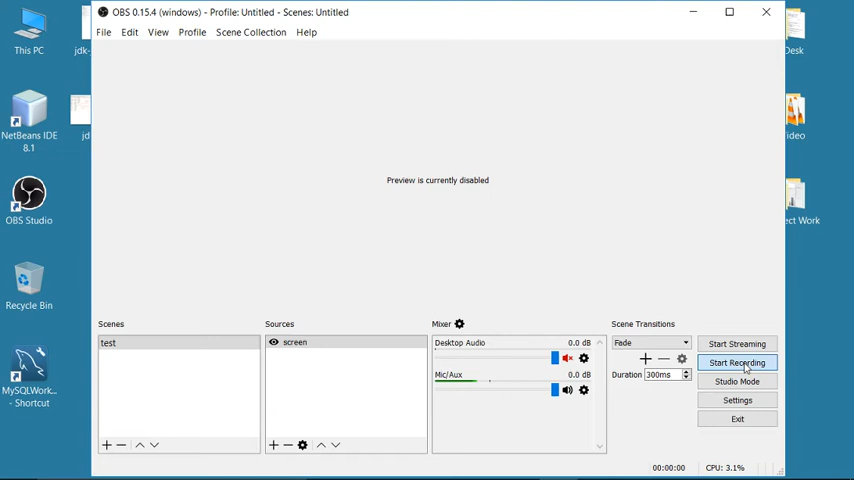 OBS 0.15.4 (windows) - Profile: Untitled - Scenes: Untitled
File Edit View Profile Scene Collection Help
This PC
jdk-
Desk
NetBeans IDE
8.1
jd
Video
OBS Studio
ect Work
Recycle Bin
MySQLWork...
- Shortcut
Preview is currently disabled
Scenes
test
Sources
screen
Mixer
Desktop Audio 0.0 dB
Mic/Aux 0.0 dB
Scene Transitions
Fade
Duration 300ms
Start Streaming
Start Recording
Studio Mode
Settings
Exit
00:00:00 CPU: 3.1%